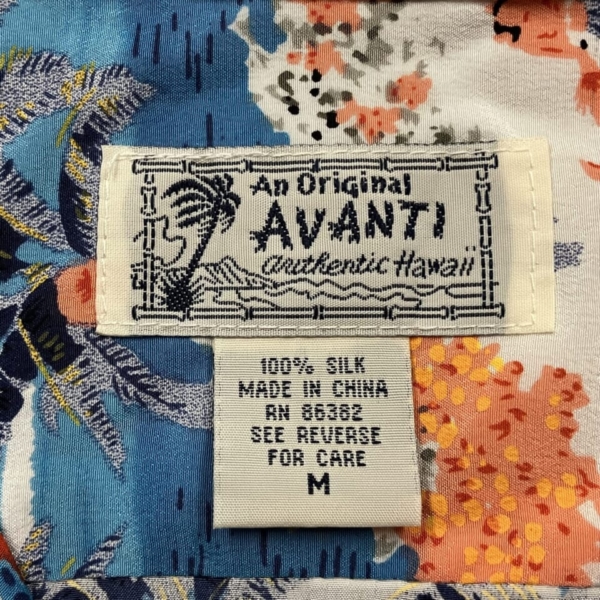 An Original
AVANTI
authentic Hawaii
100% SILK
MADE IN CHINA
RN 86382
SEE REVERSE
FOR CARE
M